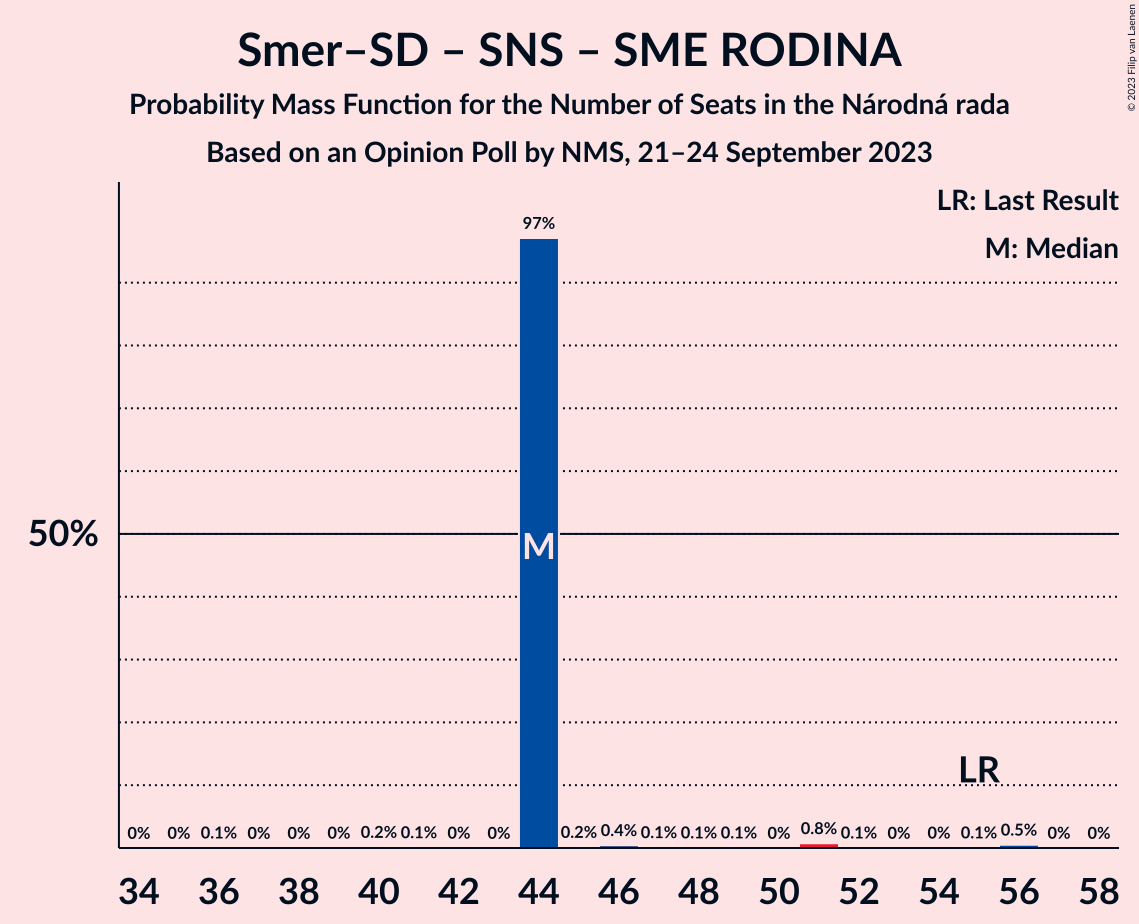 Smer–SD – SNS – SME RODINA
Probability Mass Function for the Number of Seats in the Národná rada
Based on an Opinion Poll by NMS, 21–24 September 2023
© 2023 Filip van Laenen
LR: Last Result
M: Median
97%
50%
M
LR
0% 0% 0.1% 0% 0% 0% 0.2% 0.1% 0% 0% 0.2% 0.4% 0.1% 0.1% 0.1% 0% 0.8% 0.1% 0% 0% 0.1% 0.5% 0% 0%
34 36 38 40 42 44 46 48 50 52 54 56 58